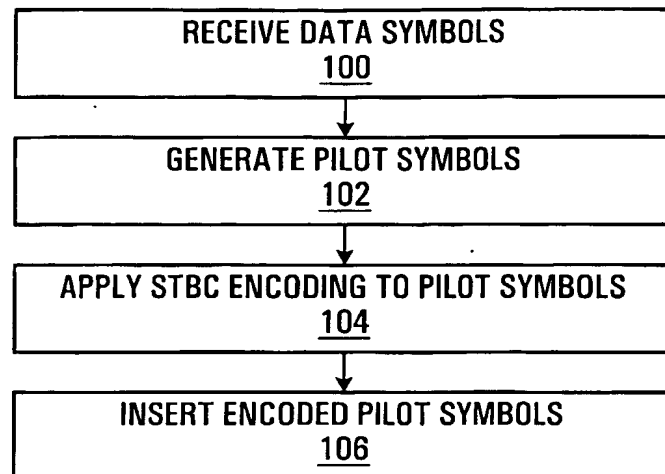 RECEIVE DATA SYMBOLS
100
GENERATE PILOT SYMBOLS
102
APPLY STBC ENCODING TO PILOT SYMBOLS
104
INSERT ENCODED PILOT SYMBOLS
106